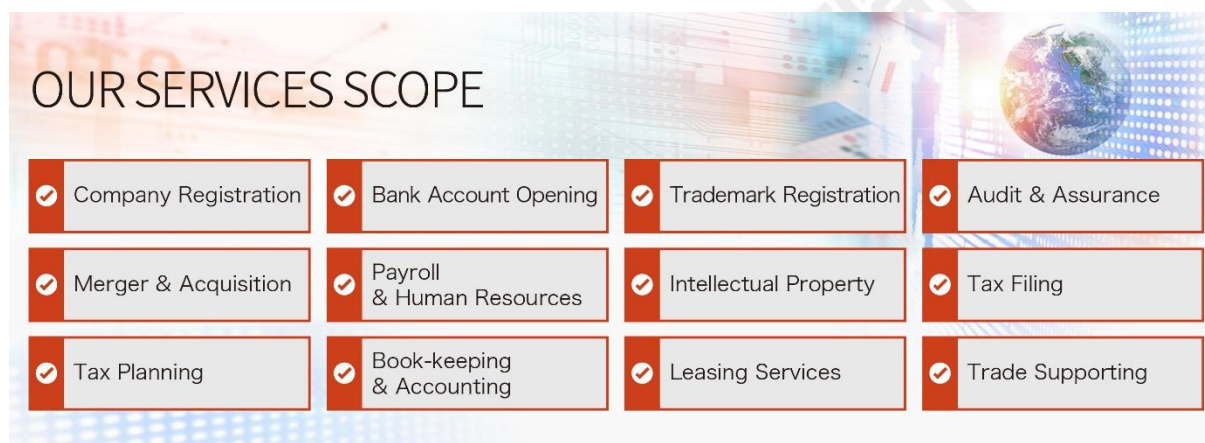 OUR SERVICES SCOPE
Company Registration
Bank Account Opening
Trademark Registration
Audit & Assurance
Merger & Acquisition
Payroll
& Human Resources
Intellectual Property
Tax Filing
Tax Planning
Book-keeping
& Accounting
Leasing Services
Trade Supporting